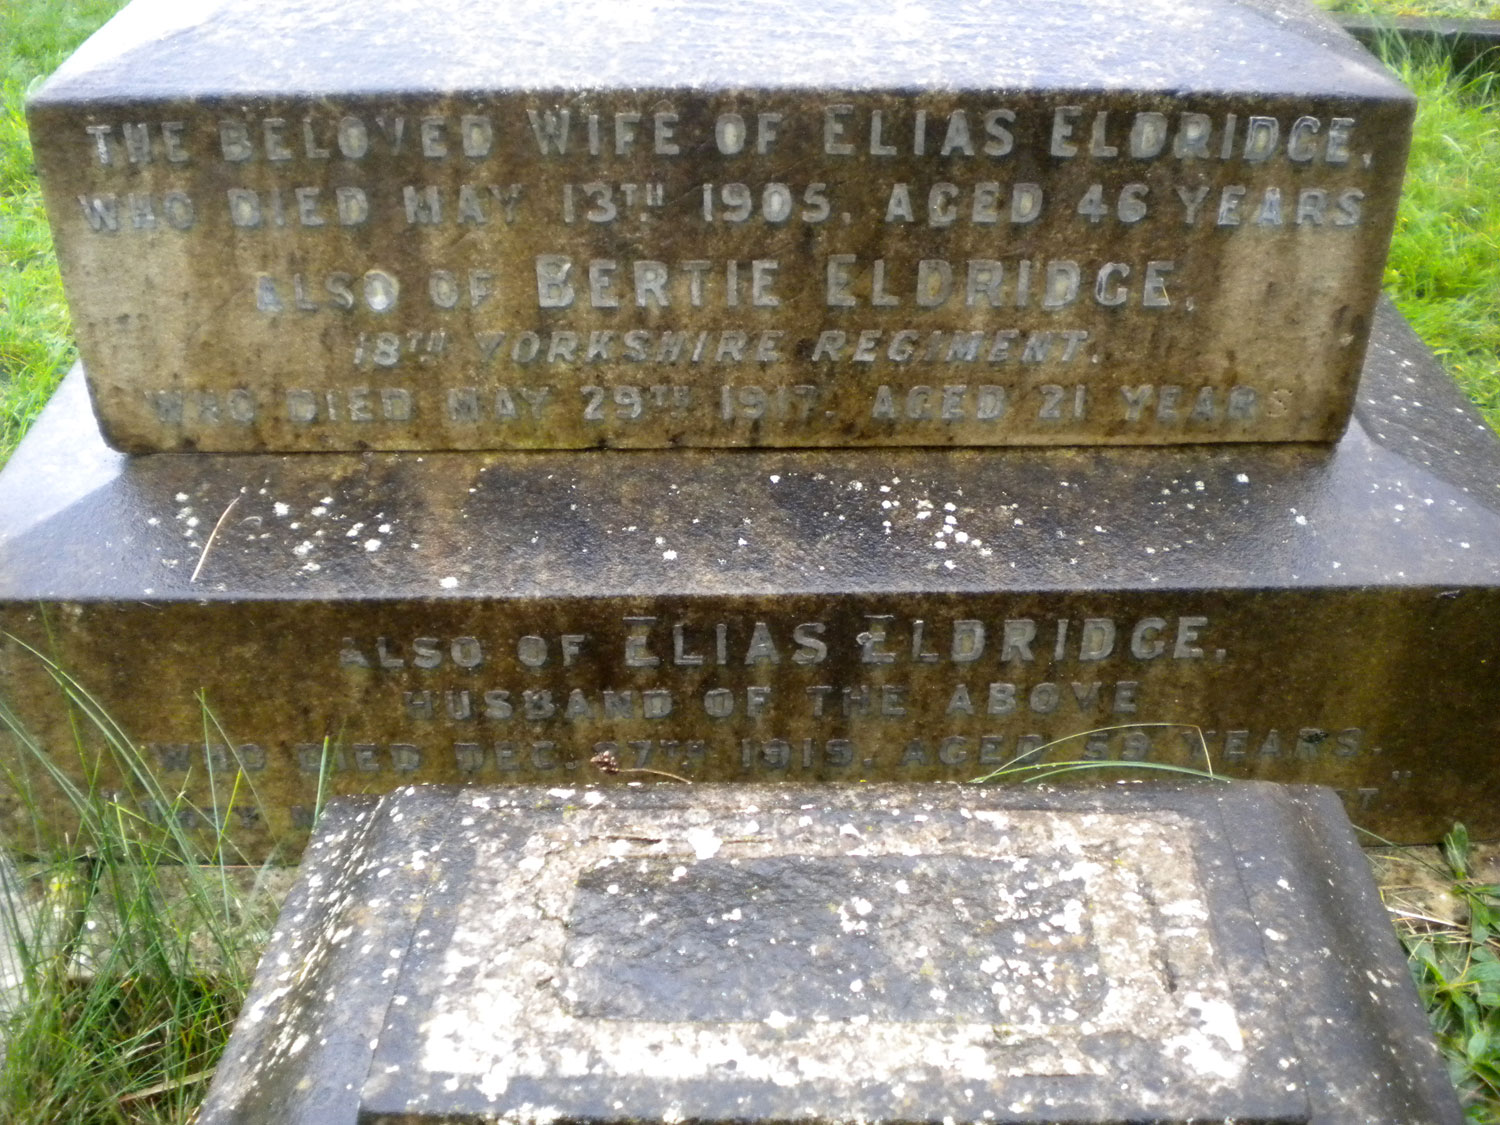 THE BELOVED WIFE OF ELIAS ELDRIDGE,
WHO DIED MAY 13TH 1905, AGED 46 YEARS
ALSO OF BERTIE ELDRIDGE,
18TH YORKSHIRE REGIMENT.
WHO DIED MAY 29TH 1917, AGED 21 YEARS
ALSO OF ELIAS ELDRIDGE,
HUSBAND OF THE ABOVE
WHO DIED DEC. 27TH 1919, AGED 59 YEARS.